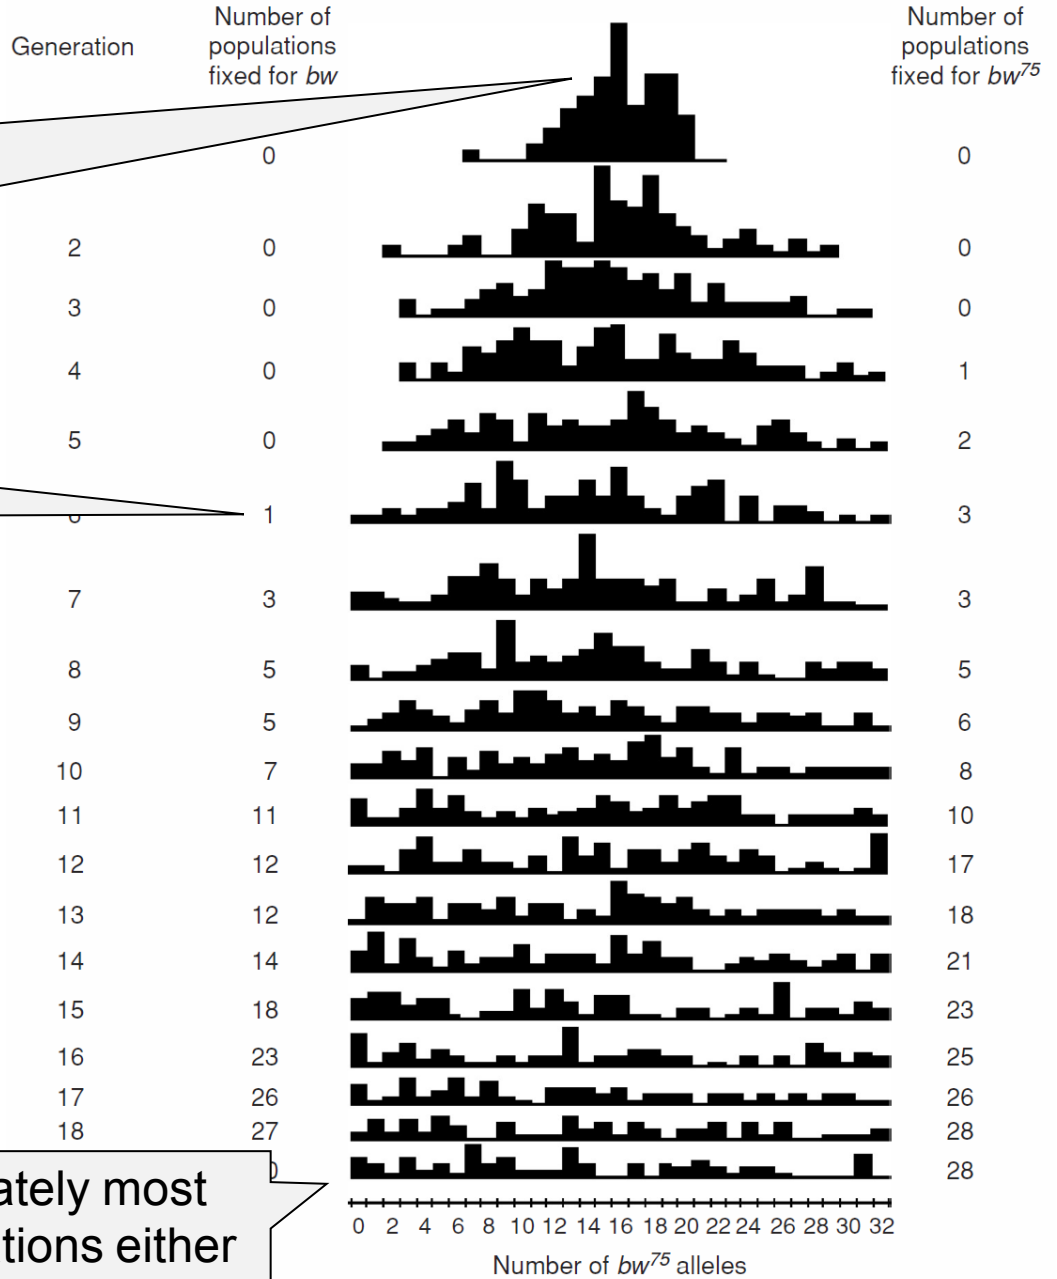 Generation
Number of populations fixed for bw
Number of populations fixed for bw⁷⁵
0 0
2 0 0
3 0 0
4 0 1
5 0 2
1 3
7 3 3
8 5 5
9 5 6
10 7 8
11 11 10
12 12 17
13 12 18
14 14 21
15 18 23
16 23 25
17 26 26
18 27 28
28
most
either
0 2 4 6 8 10 12 14 16 18 20 22 24 26 28 30 32
Number of bw⁷⁵ alleles